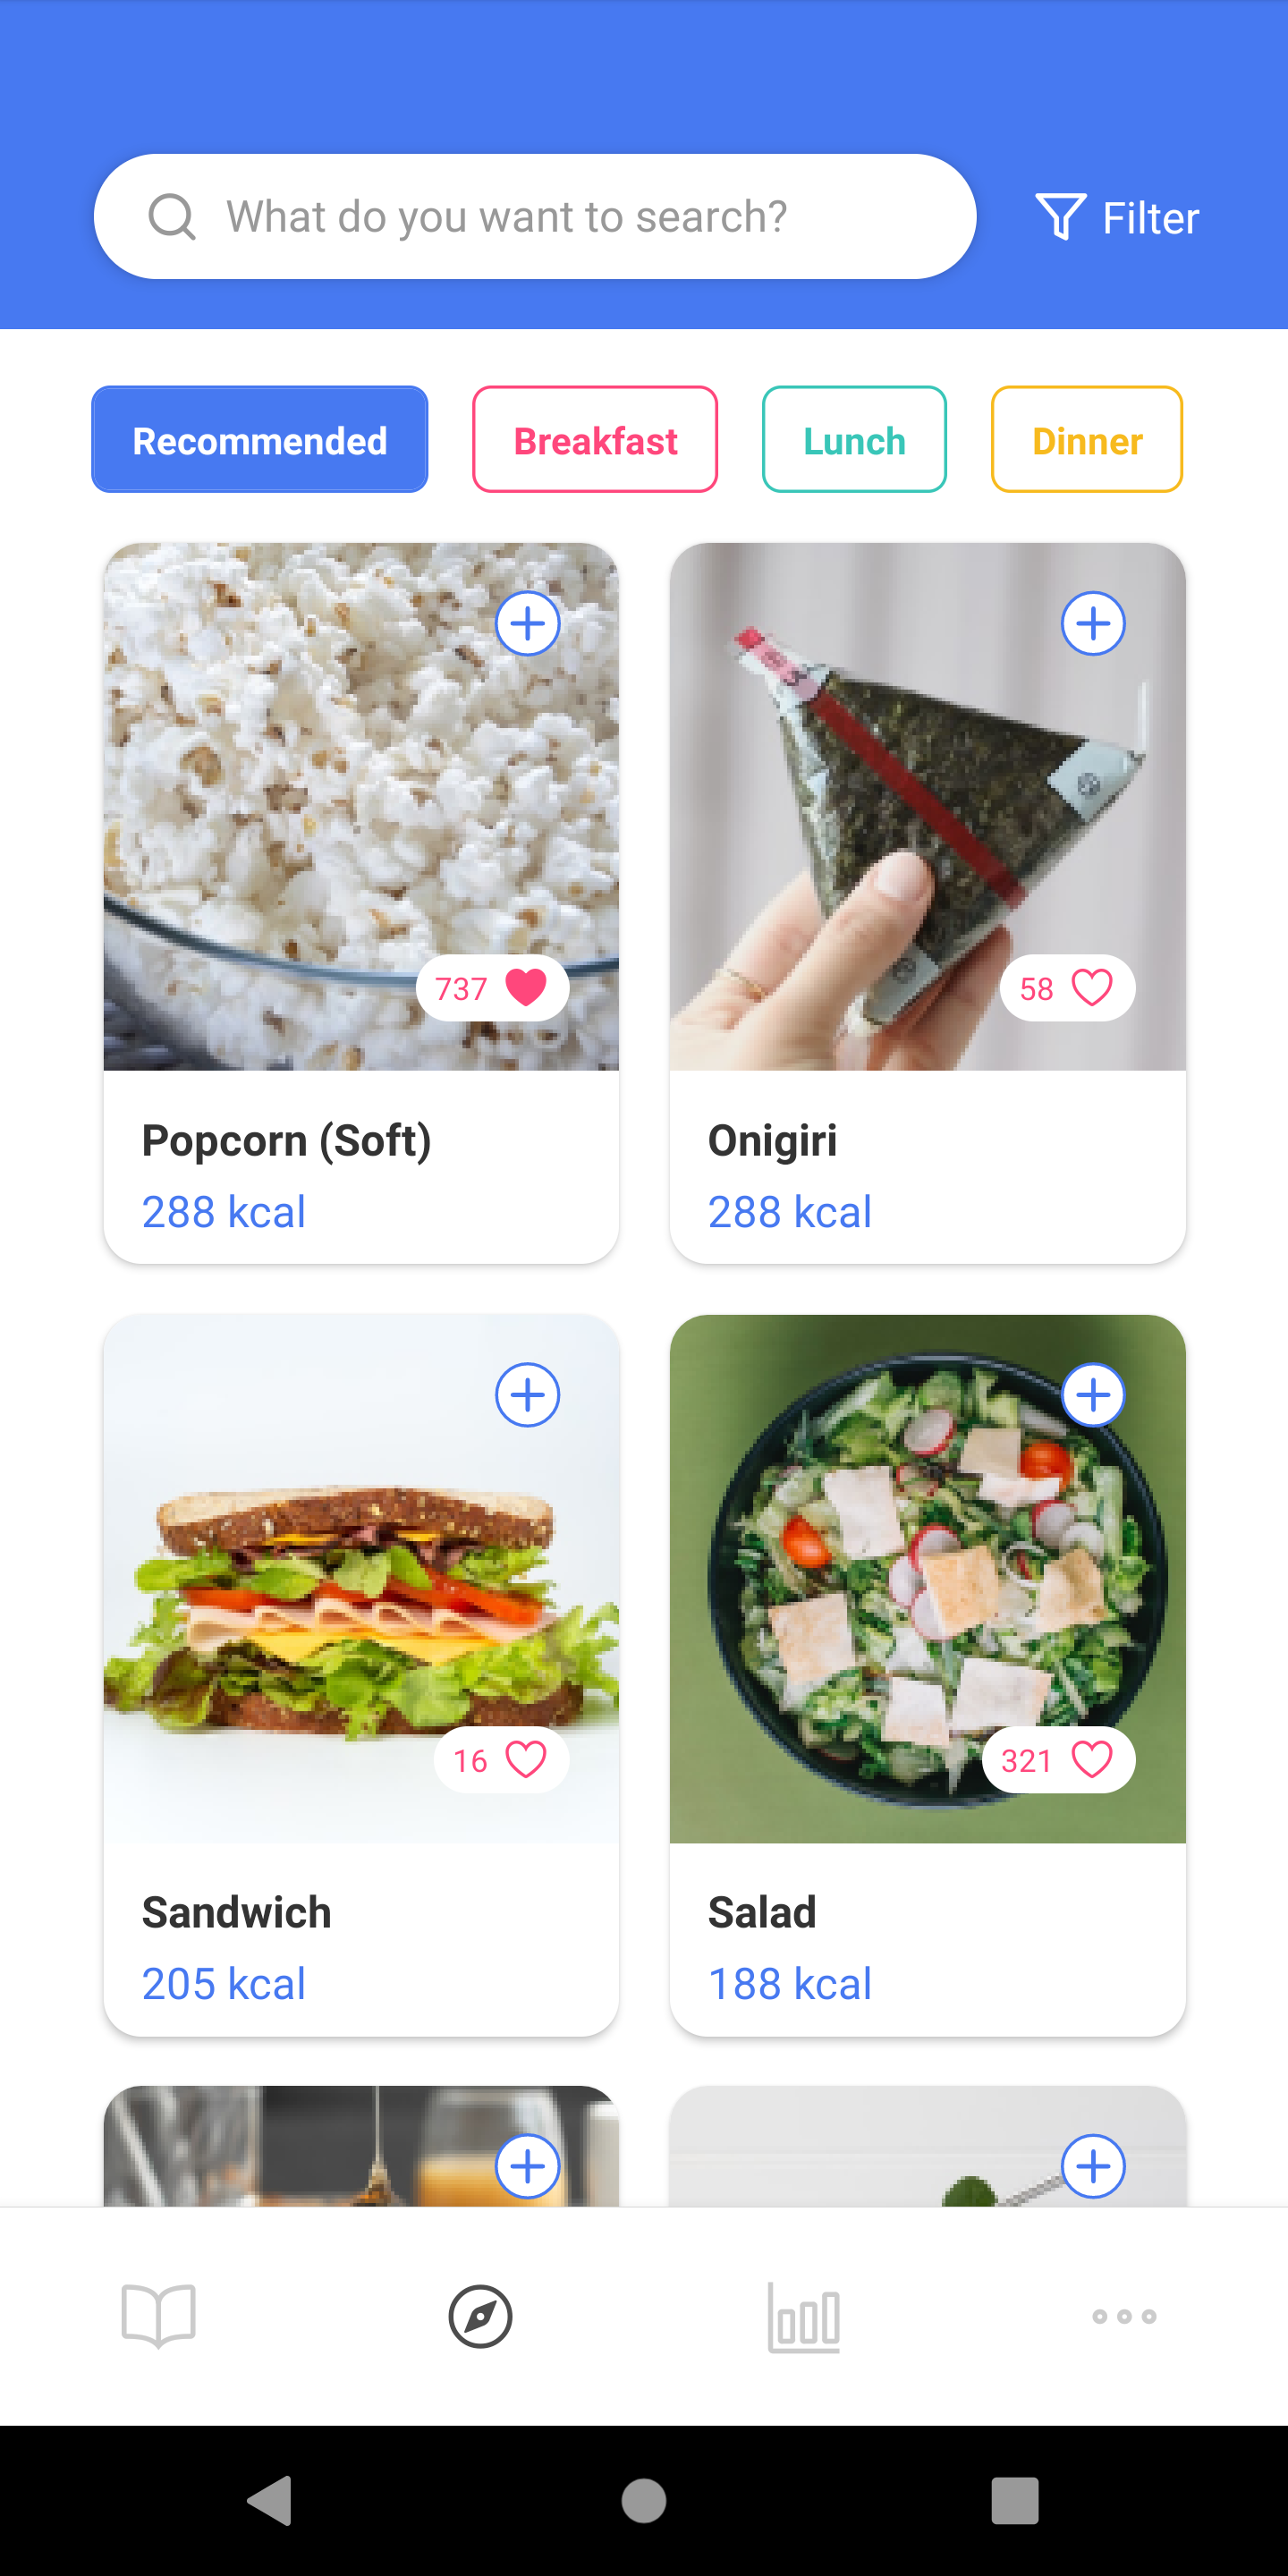 What do you want to search?
Filter
Recommended
Breakfast
Lunch
Dinner
737
58
Popcorn (Soft)
288 kcal
Onigiri
288 kcal
16
321
Sandwich
205 kcal
Salad
188 kcal